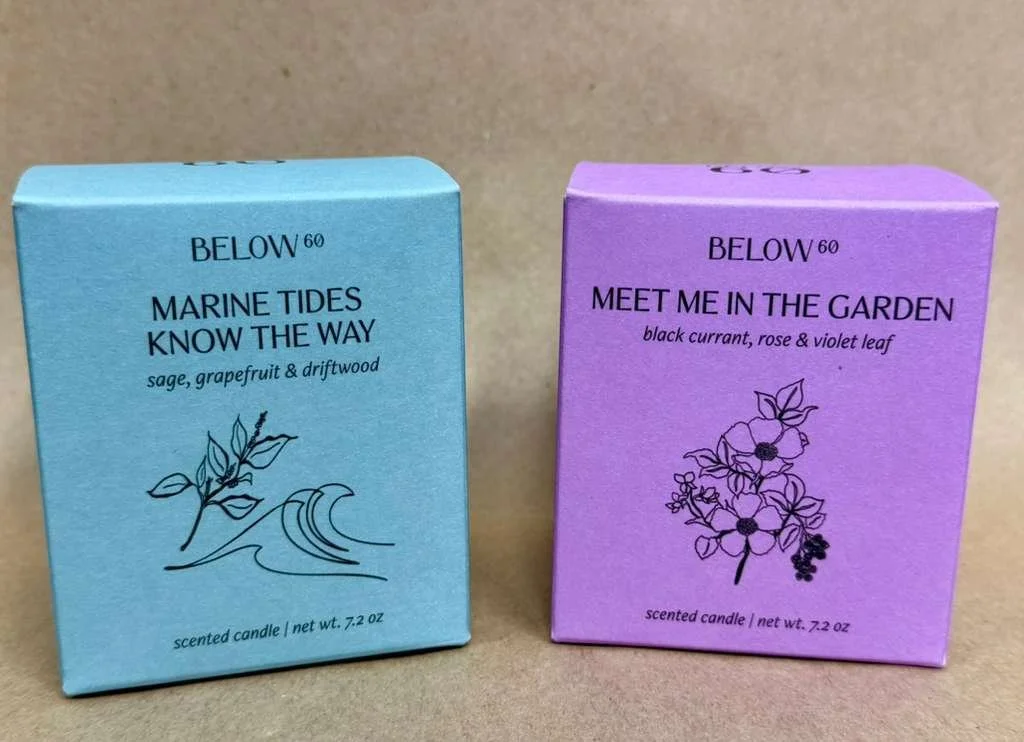 BELOW 60
MARINE TIDES
KNOW THE WAY
sage, grapefruit & driftwood
scented candle | net wt. 7.2 oz
BELOW 60
MEET ME IN THE GARDEN
black currant, rose & violet leaf
scented candle | net wt. 7.2 oz